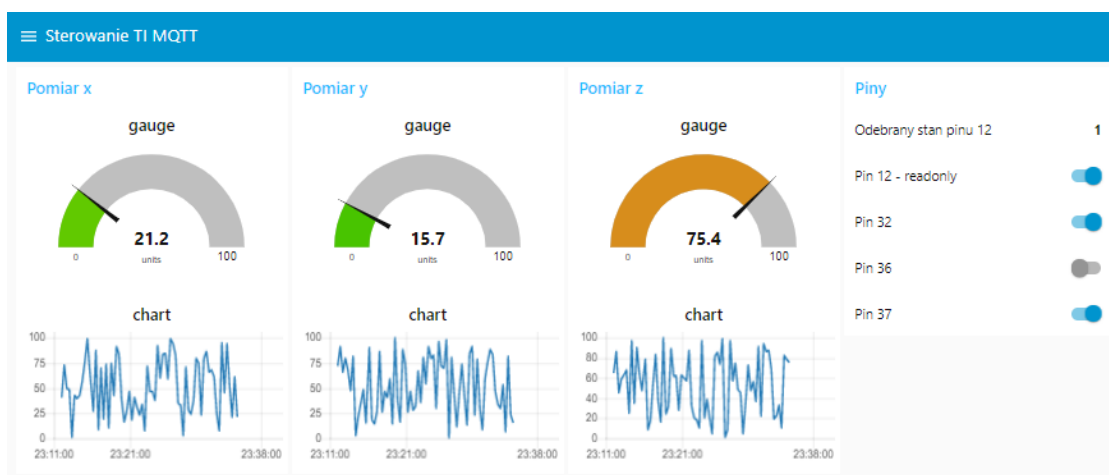 Sterowanie TI MQTT
Pomiar x
gauge
21.2
0
units
100
chart
100
75
50
25
0
23:11:00
23:21:00
23:38:00
Pomiar y
gauge
15.7
0
units
100
chart
100
75
50
25
0
23:11:00
23:21:00
23:38:00
Pomiar z
gauge
75.4
0
units
100
chart
100
80
60
40
20
0
23:11:00
23:21:00
23:38:00
Piny
Odebrany stan pinu 12 1
Pin 12 - readonly
Pin 32
Pin 36
Pin 37